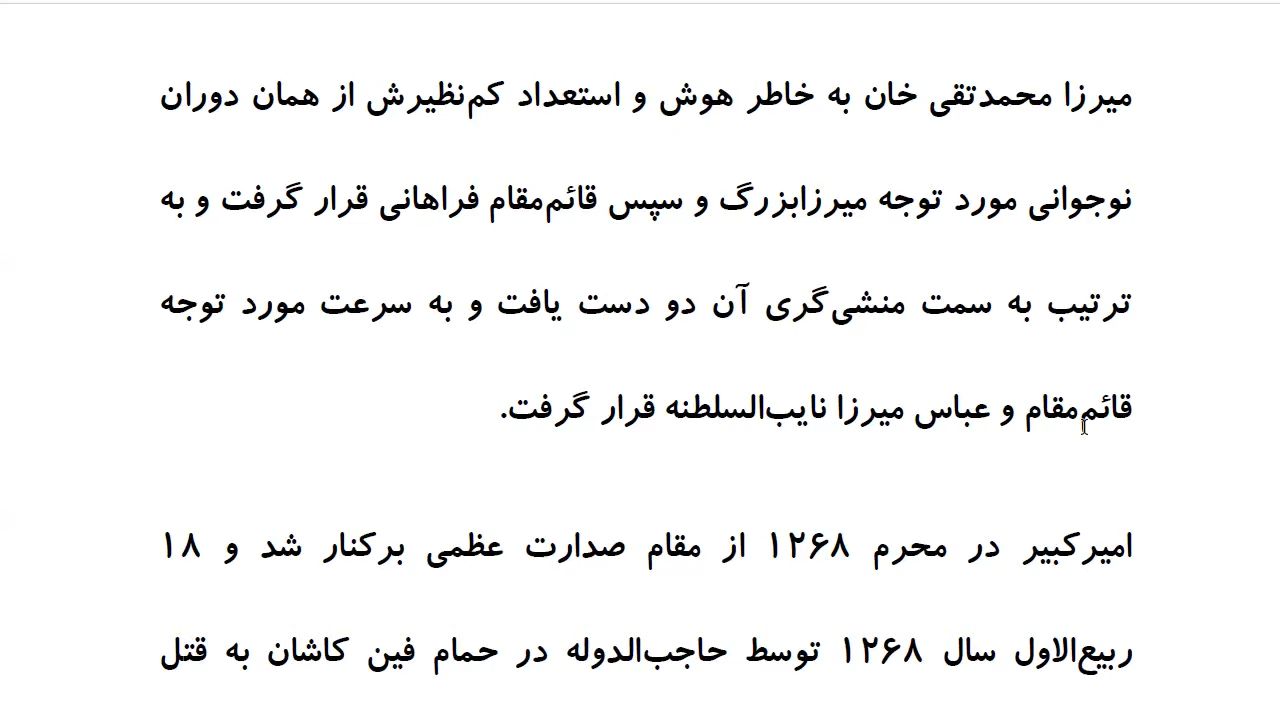 میرزا محمدتقی خان به خاطر هوش و استعداد کم‌نظیرش از همان دوران
نوجوانی مورد توجه میرزابزرگ و سپس قائم‌مقام فراهانی قرار گرفت و به
ترتیب به سمت منشی‌گری آن دو دست یافت و به سرعت مورد توجه
قائم‌مقام و عباس میرزا نایب‌السلطنه قرار گرفت.
امیرکبیر در محرم ۱۲۶۸ از مقام صدارت عظمی برکنار شد و ۱۸
ربیع‌الاول سال ۱۲۶۸ توسط حاجب‌الدوله در حمام فین کاشان به قتل